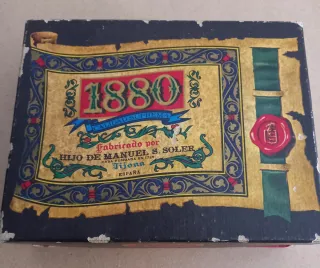 1880
Fabricado por
HIJO DE MANUEL S. SOLER
Jijona
ESPAÑA